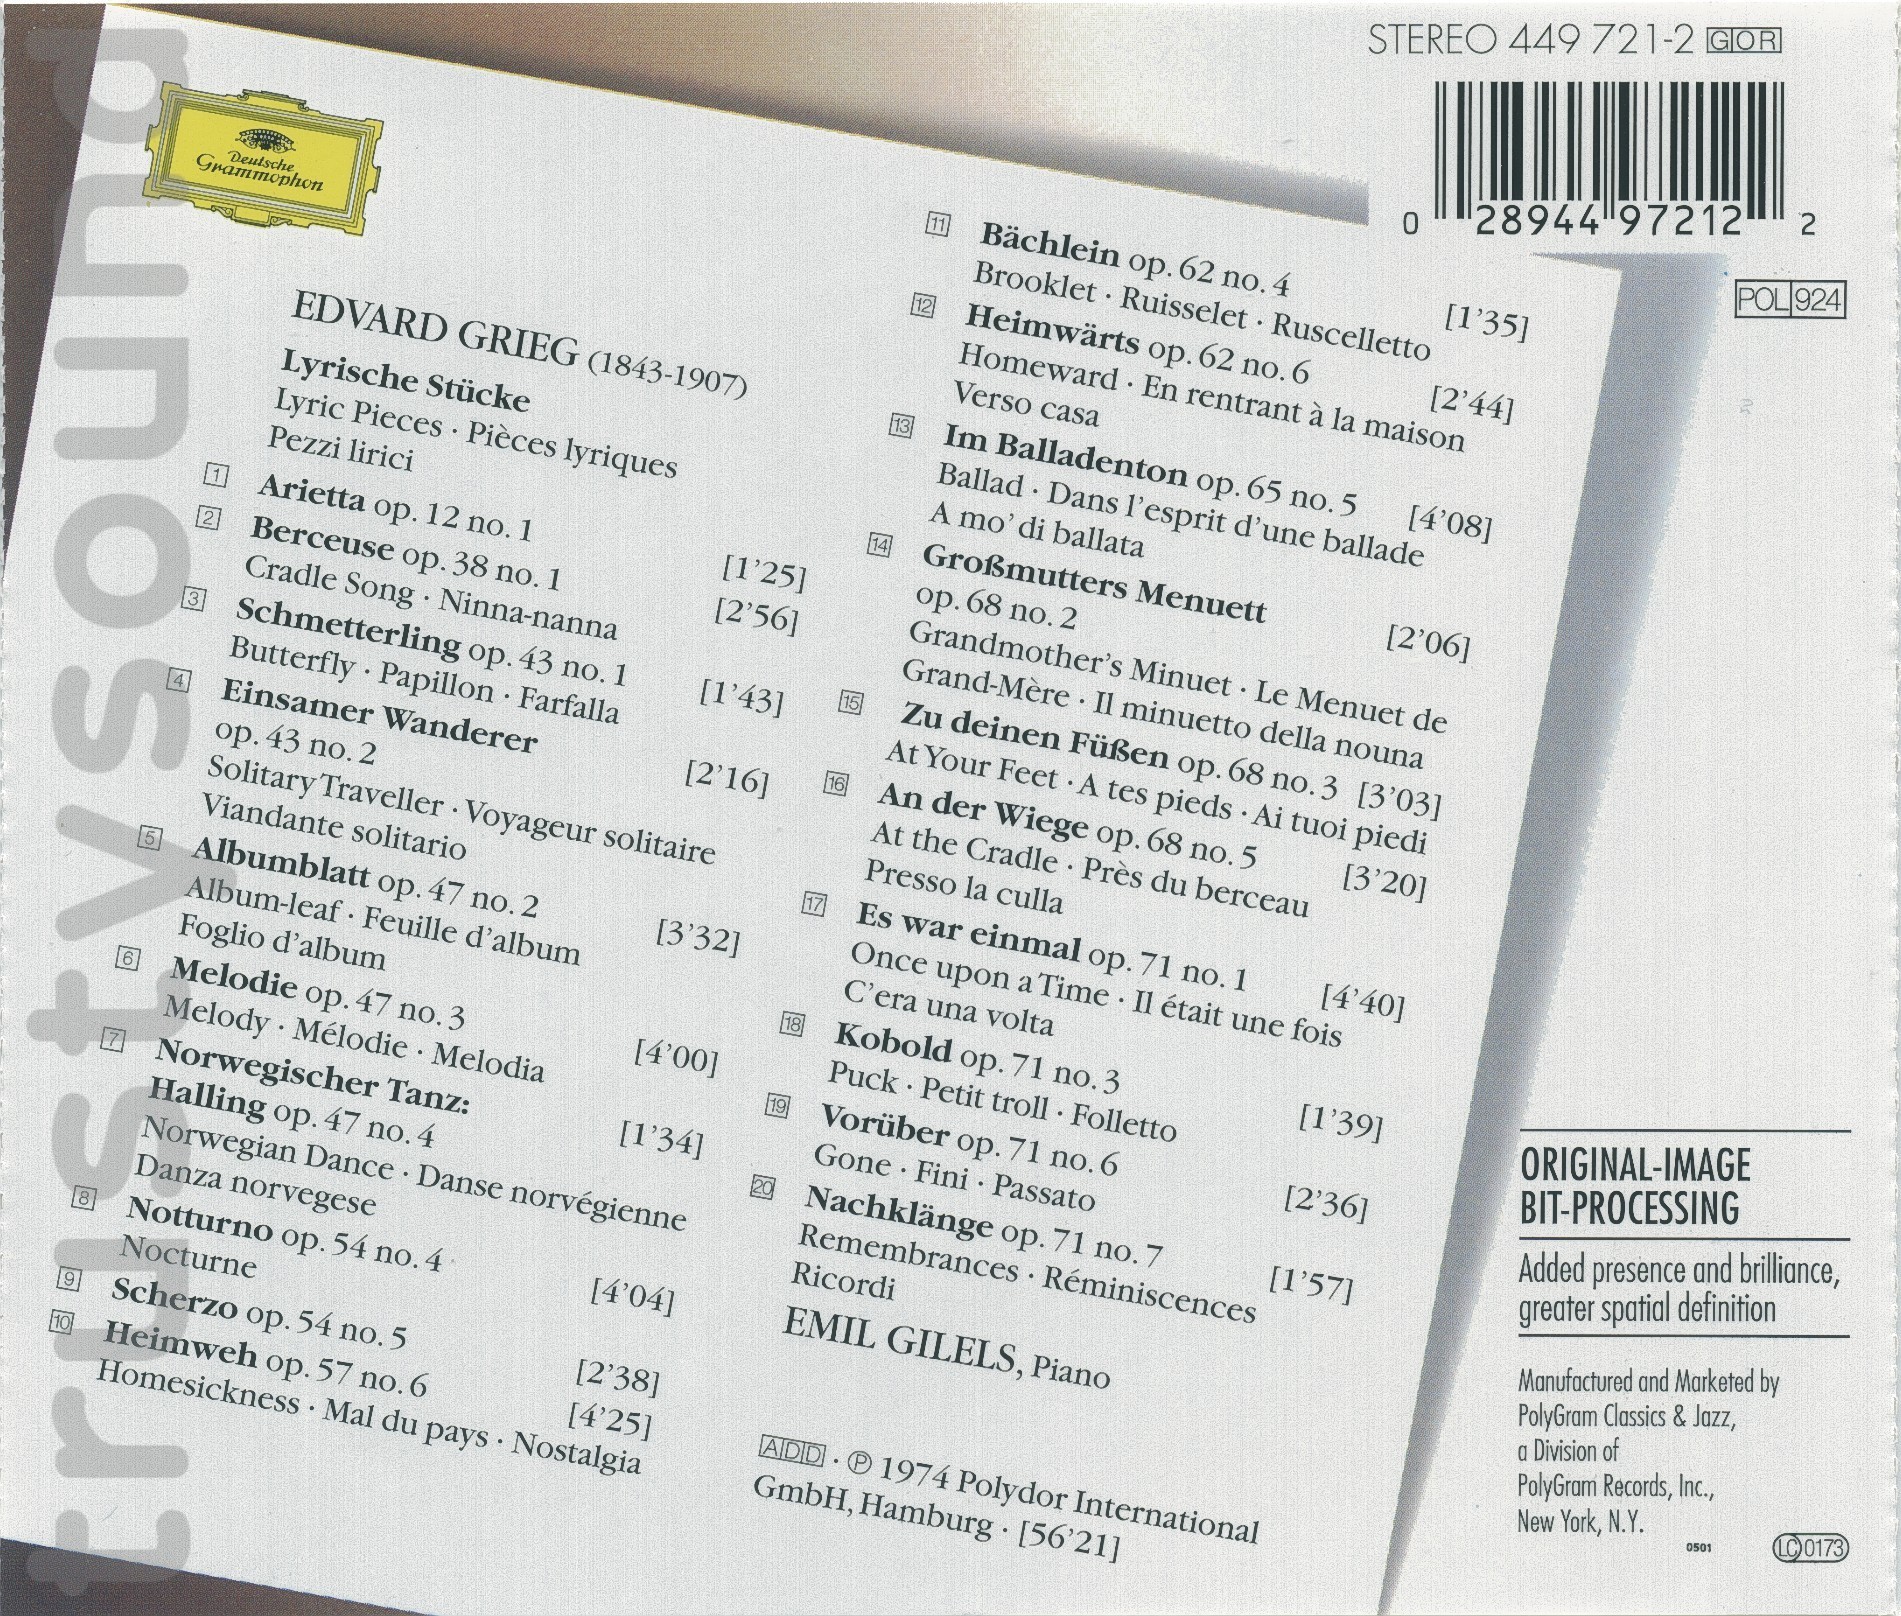 STEREO 449 721-2 GOR
0 28944 97212 2
POL 924
Deutsche
Grammophon
EDVARD GRIEG (1843-1907)
Lyrische Stücke
Lyric Pieces · Pièces lyriques
Pezzi lirici
1 Arietta op. 12 no. 1 [1'25]
2 Berceuse op. 38 no. 1 [2'56]
Cradle Song · Ninna-nanna
3 Schmetterling op. 43 no. 1 [1'43]
Butterfly · Papillon · Farfalla
4 Einsamer Wanderer
op. 43 no. 2 [2'16]
Solitary Traveller · Voyageur solitaire
Viandante solitario
5 Albumblatt op. 47 no. 2 [3'32]
Album-leaf · Feuille d'album
Foglio d'album
6 Melodie op. 47 no. 3 [4'00]
Melody · Mélodie · Melodia
7 Norwegischer Tanz:
Halling op. 47 no. 4 [1'34]
Norwegian Dance · Danse norvégienne
Danza norvegese
8 Notturno op. 54 no. 4 [4'04]
Nocturne
9 Scherzo op. 54 no. 5 [2'38]
10 Heimweh op. 57 no. 6 [4'25]
Homesickness · Mal du pays · Nostalgia
11 Bächlein op. 62 no. 4 [1'35]
Brooklet · Ruisselet · Ruscelletto
12 Heimwärts op. 62 no. 6 [2'44]
Homeward · En rentrant à la maison
Verso casa
13 Im Balladenton op. 65 no. 5 [4'08]
Ballad · Dans l'esprit d'une ballade
A mo' di ballata
14 Großmutters Menuett
op. 68 no. 2 [2'06]
Grandmother's Minuet · Le Menuet de
Grand-Mère · Il minuetto della nouna
15 Zu deinen Füßen op. 68 no. 3 [3'03]
At Your Feet · A tes pieds · Ai tuoi piedi
16 An der Wiege op. 68 no. 5 [3'20]
At the Cradle · Près du berceau
Presso la culla
17 Es war einmal op. 71 no. 1 [4'40]
Once upon a Time · Il était une fois
C'era una volta
18 Kobold op. 71 no. 3 [1'39]
Puck · Petit troll · Folletto
19 Vorüber op. 71 no. 6 [2'36]
Gone · Fini · Passato
20 Nachklänge op. 71 no. 7 [1'57]
Remembrances · Réminiscences
Ricordi
EMIL GILELS, Piano
ADD · ℗ 1974 Polydor International
GmbH, Hamburg · [56'21]
ORIGINAL-IMAGE
BIT-PROCESSING
Added presence and brilliance,
greater spatial definition
Manufactured and Marketed by
PolyGram Classics & Jazz,
a Division of
PolyGram Records, Inc.,
New York, N.Y.
0501
LC 0173
trustysound